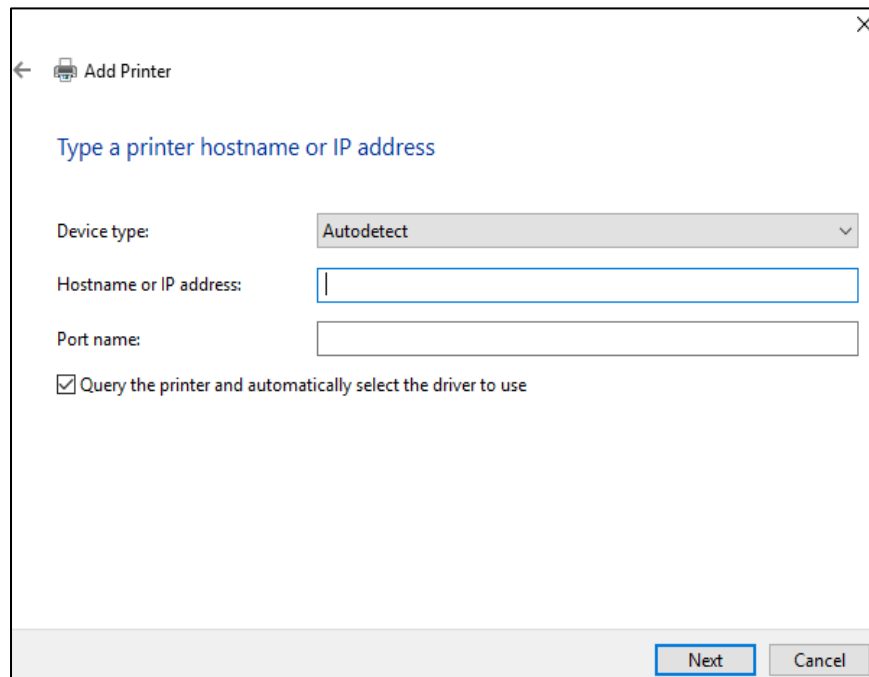 Add Printer
Type a printer hostname or IP address
Device type: Autodetect
Hostname or IP address:
Port name:
Query the printer and automatically select the driver to use
Next Cancel